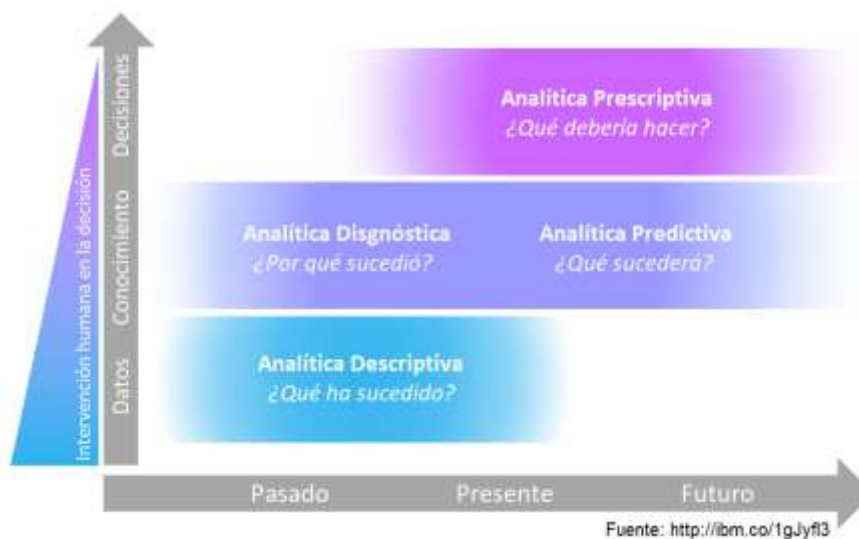 Decisiones
Conocimiento
Datos
Intervención humana en la decisión
Analítica Prescriptiva
¿Qué debería hacer?
Analítica Disgnóstica
¿Por qué sucedió?
Analítica Predictiva
¿Qué sucederá?
Analítica Descriptiva
¿Qué ha sucedido?
Pasado
Presente
Futuro
Fuente: http://ibm.co/1gJyfl3